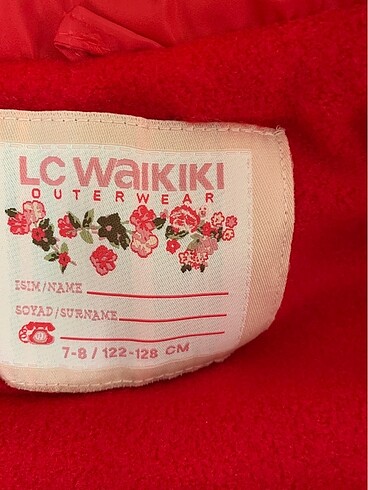 LC WAIKIKI
OUTERWEAR
ISIM/NAME
SOYAD/SURNAME
7-8 / 122-128 CM